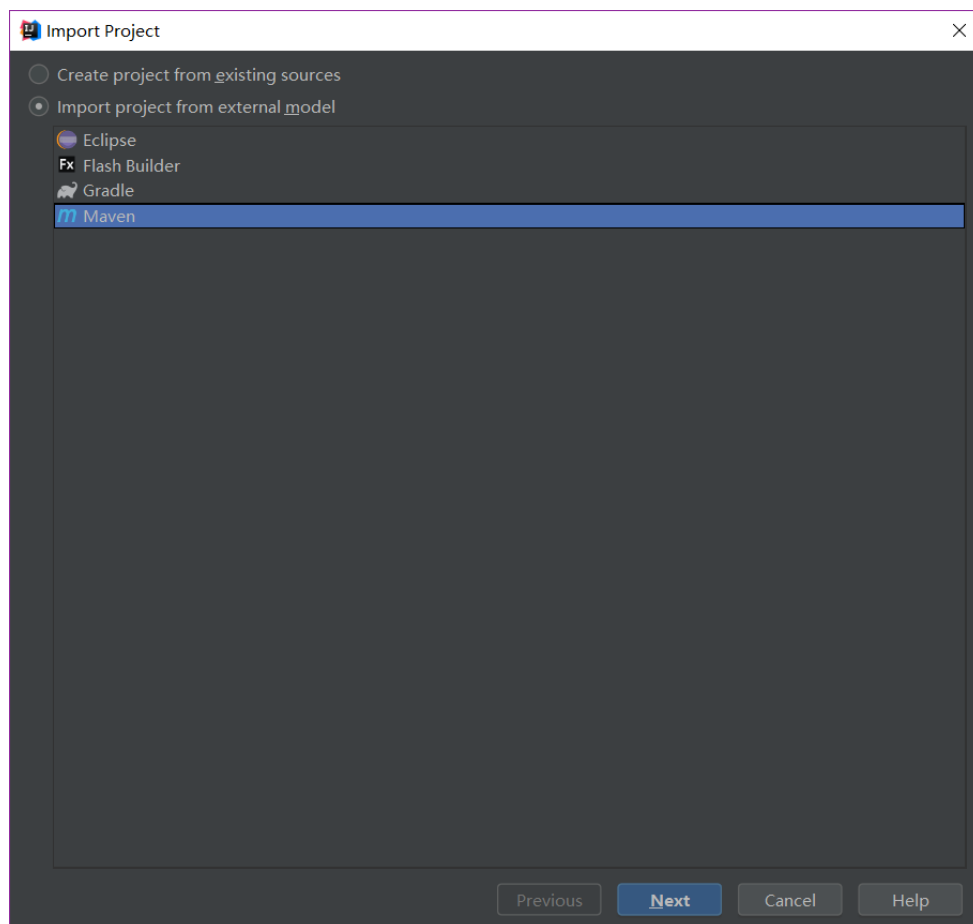 Import Project
Create project from existing sources
Import project from external model
Eclipse
Fx Flash Builder
Gradle
m Maven
Previous Next Cancel Help